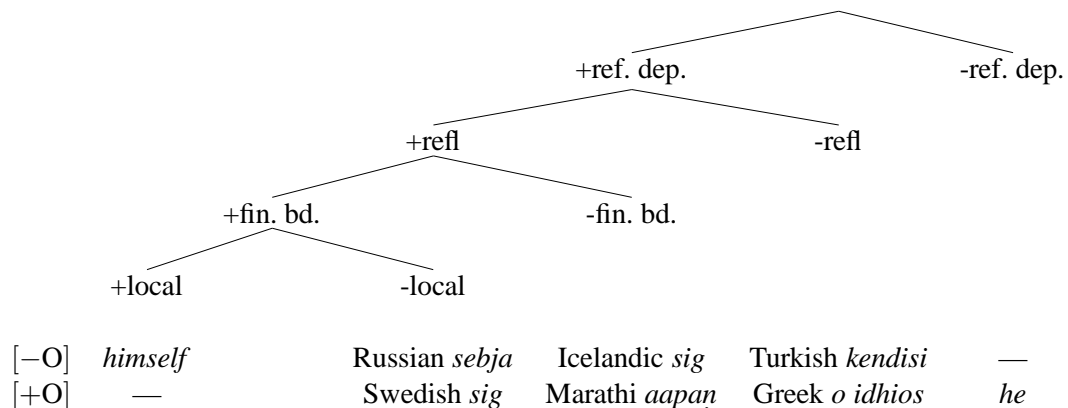 +ref. dep. -ref. dep.
+refl -refl
+fin. bd. -fin. bd.
+local -local
[−O] himself Russian sebja Icelandic sig Turkish kendisi —
[+O] — Swedish sig Marathi aapaṇ Greek o idhios he